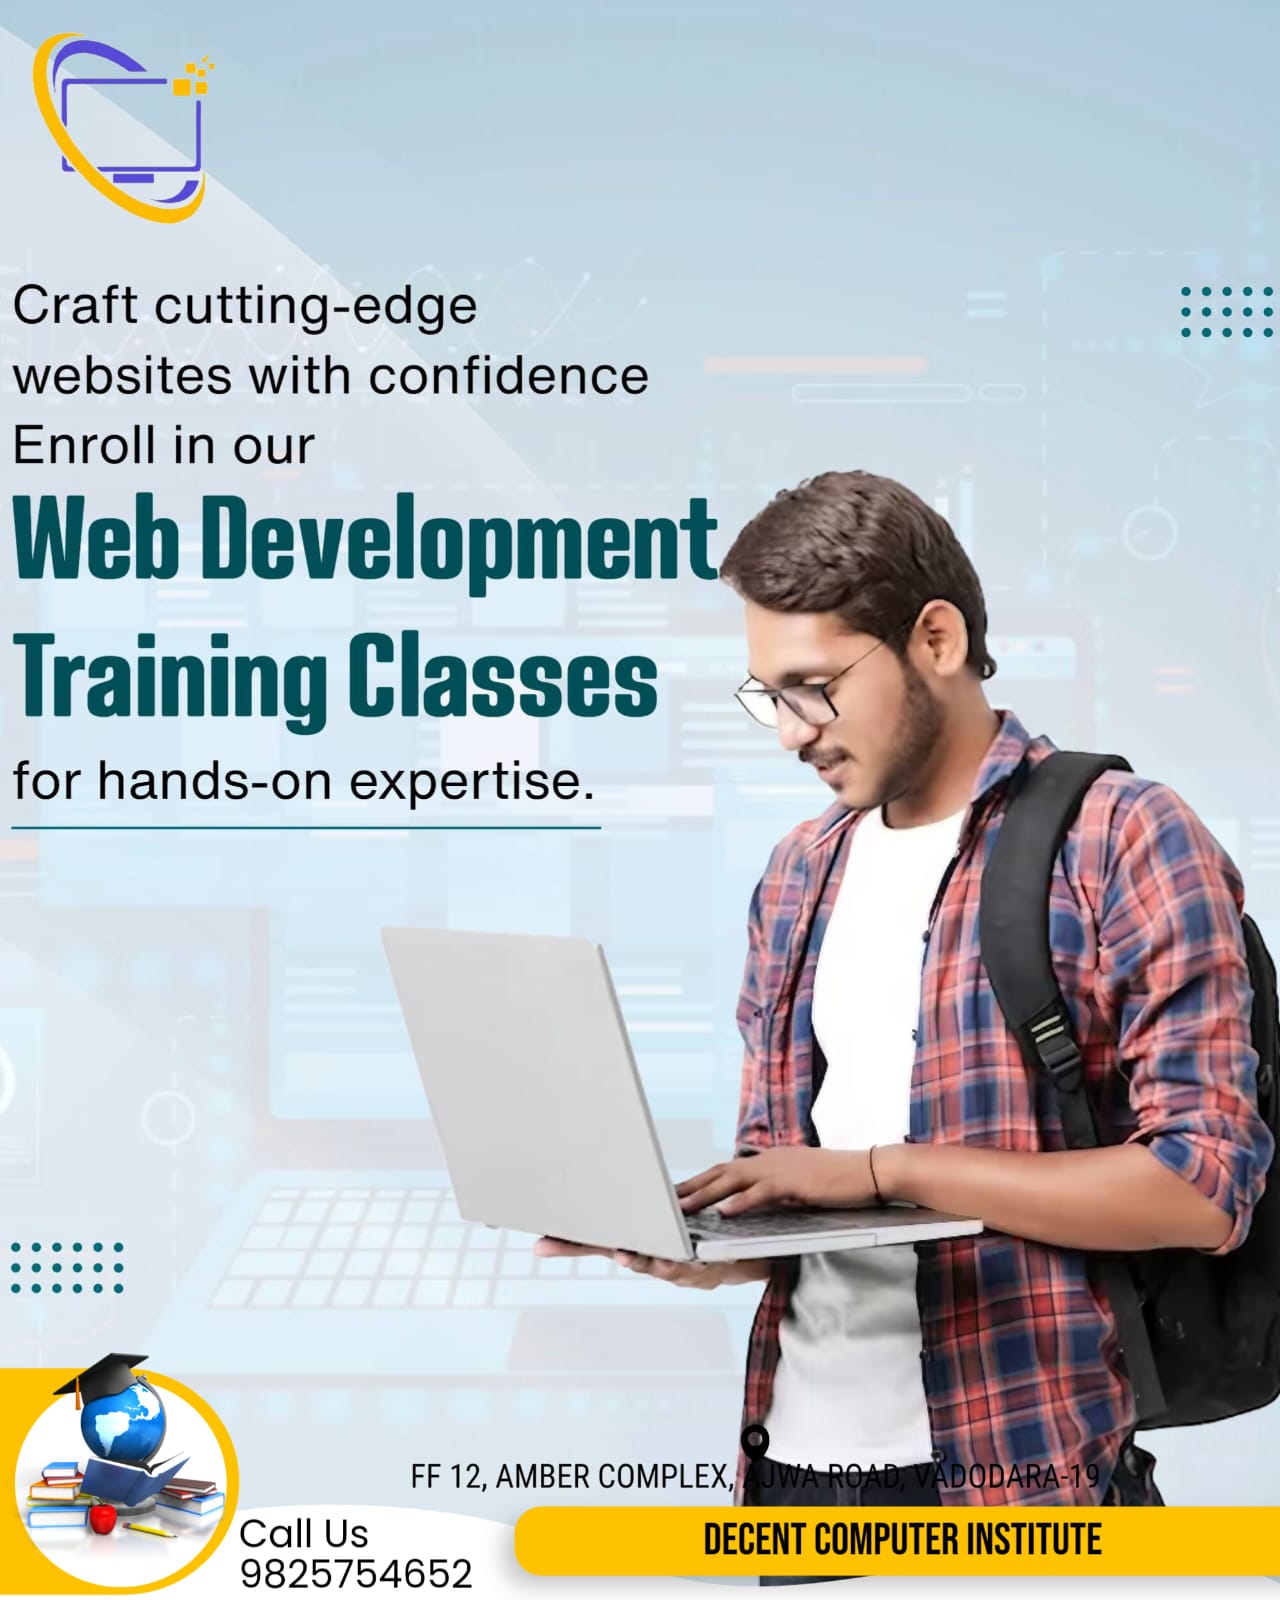 Craft cutting-edge
websites with confidence
Enroll in our
Web Development
Training Classes
for hands-on expertise.
FF 12, AMBER COMPLEX, AJWA ROAD, VADODARA-19
Call Us
9825754652
DECENT COMPUTER INSTITUTE